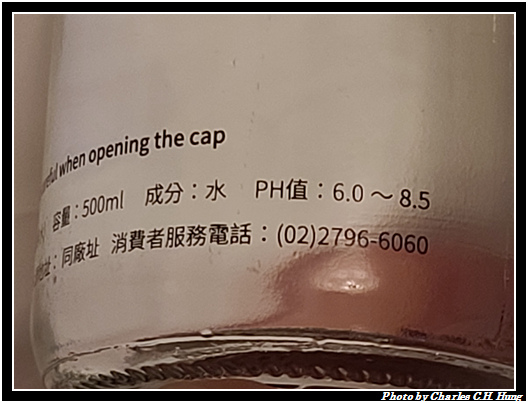 when opening the cap
容量：500ml 成分：水 PH值：6.0～8.5
同廠址 消費者服務電話：(02)2796-6060
Photo by Charles C.H. Hung